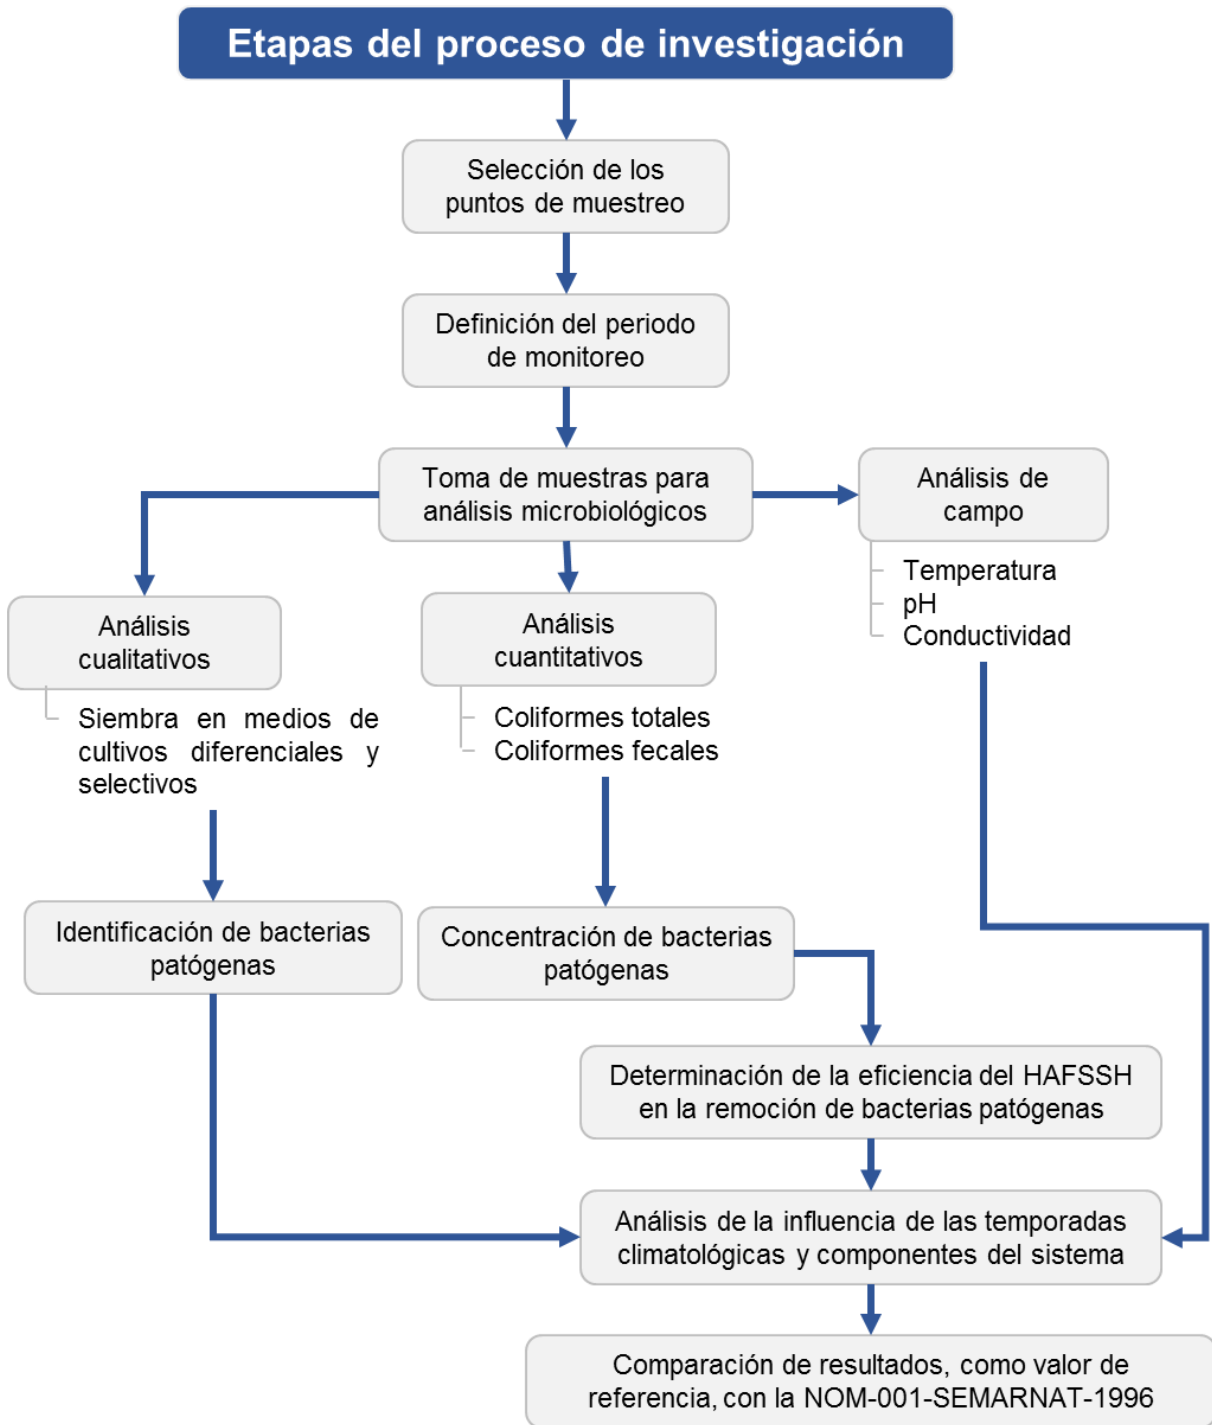 Etapas del proceso de investigación
Selección de los
puntos de muestreo
Definición del periodo
de monitoreo
Toma de muestras para
análisis microbiológicos
Análisis de
campo
Temperatura
pH
Conductividad
Análisis
cualitativos
Siembra en medios de
cultivos diferenciales y
selectivos
Análisis
cuantitativos
Coliformes totales
Coliformes fecales
Identificación de bacterias
patógenas
Concentración de bacterias
patógenas
Determinación de la eficiencia del HAFSSH
en la remoción de bacterias patógenas
Análisis de la influencia de las temporadas
climatológicas y componentes del sistema
Comparación de resultados, como valor de
referencia, con la NOM-001-SEMARNAT-1996